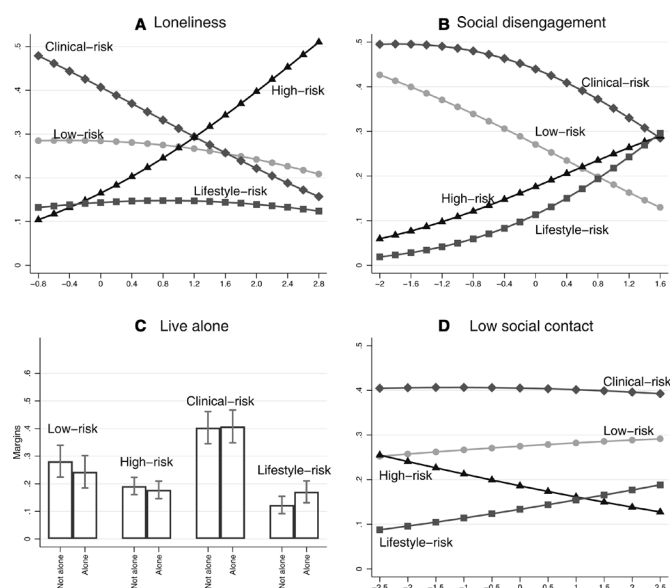 A Loneliness
.5
.4
.3
.2
.1
0
Clinical–risk
High–risk
Low–risk
Lifestyle–risk
−0.8 −0.4 0 0.4 0.8 1.2 1.6 2.0 2.4 2.8
B Social disengagement
.5
.4
.3
.2
.1
0
Clinical–risk
Low–risk
High–risk
Lifestyle–risk
−2 −1.6 −1.2 −0.8 −0.4 0 0.4 0.8 1.2 1.6
C Live alone
Margins
.6
.5
.4
.3
.2
.1
0
Clinical–risk
Low–risk
High–risk
Lifestyle–risk
Not alone Alone Not alone Alone Not alone Alone Not alone Alone
D Low social contact
.5
.4
.3
.2
.1
0
Clinical–risk
Low–risk
High–risk
Lifestyle–risk
−2.5 −2 −1.5 −1 −0.5 0 0.5 1 1.5 2 2.5